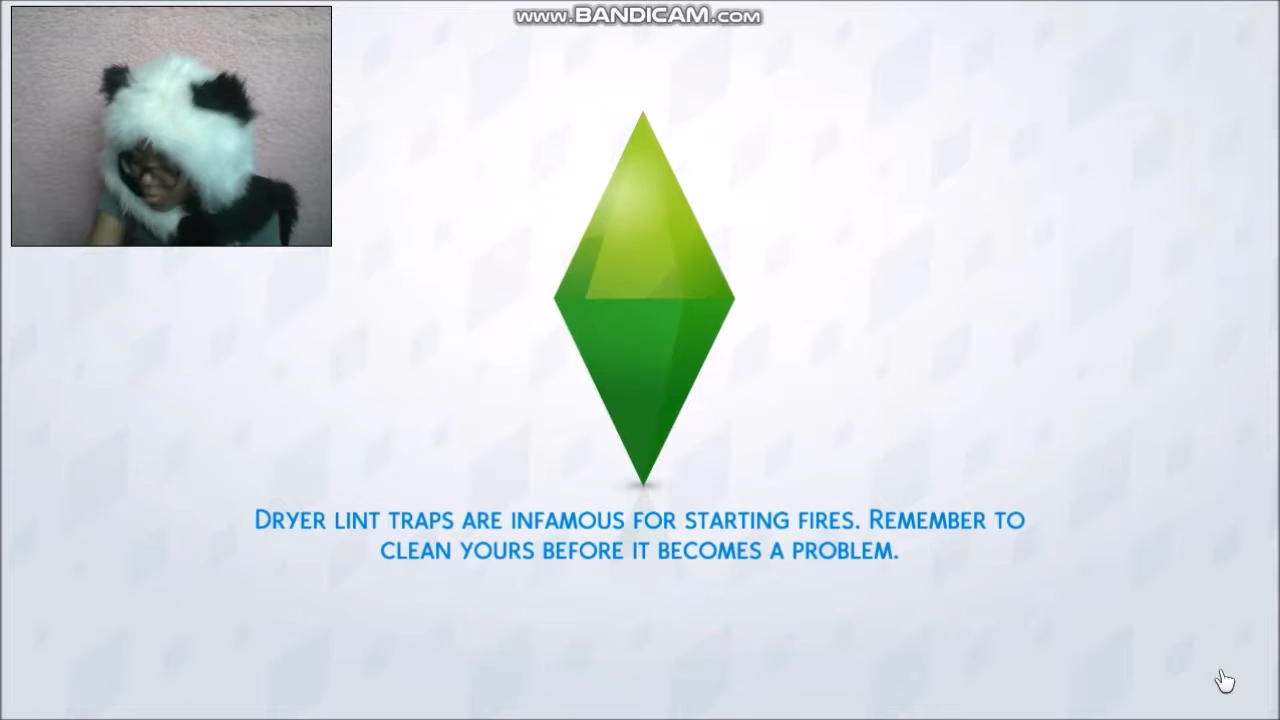 www.BANDICAM.com
Dryer lint traps are infamous for starting fires. Remember to
clean yours before it becomes a problem.